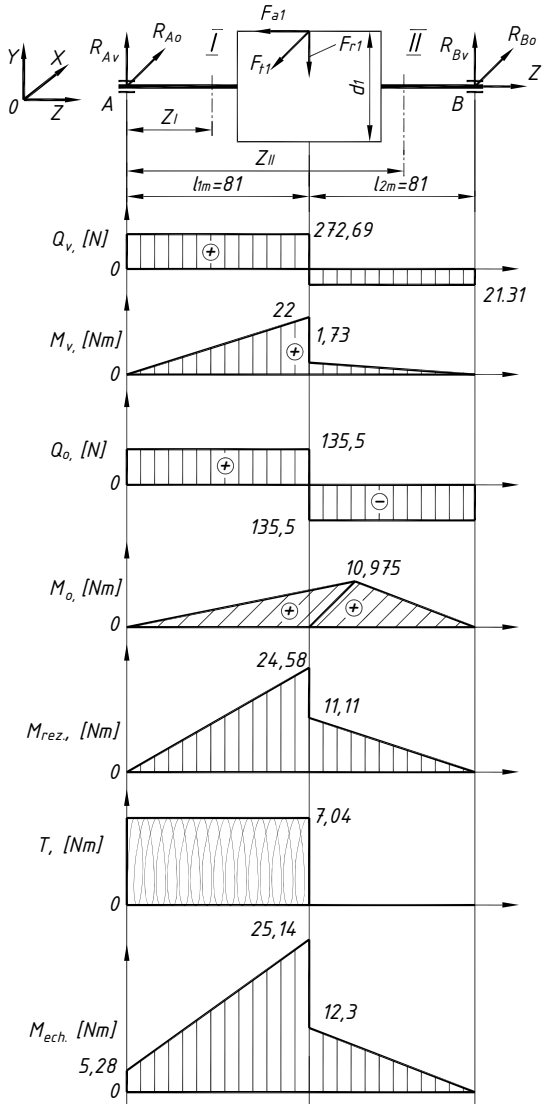 Y X R_Av R_Ao I F_a1 F_r1 F_t1 d1 II R_Bv R_Bo
0 Z A B Z
Z_I
Z_II
l_1m=81 l_2m=81
Q_v, [N] 272,69
+
0
21.31
22
M_v, [Nm] 1,73
+
0
135,5
Q_o, [N] +
0
−
135,5
10,975
M_o, [Nm]
+ +
0
24,58
11,11
M_rez., [Nm]
0
7,04
T, [Nm]
0
25,14
12,3
M_ech. [Nm]
5,28
0